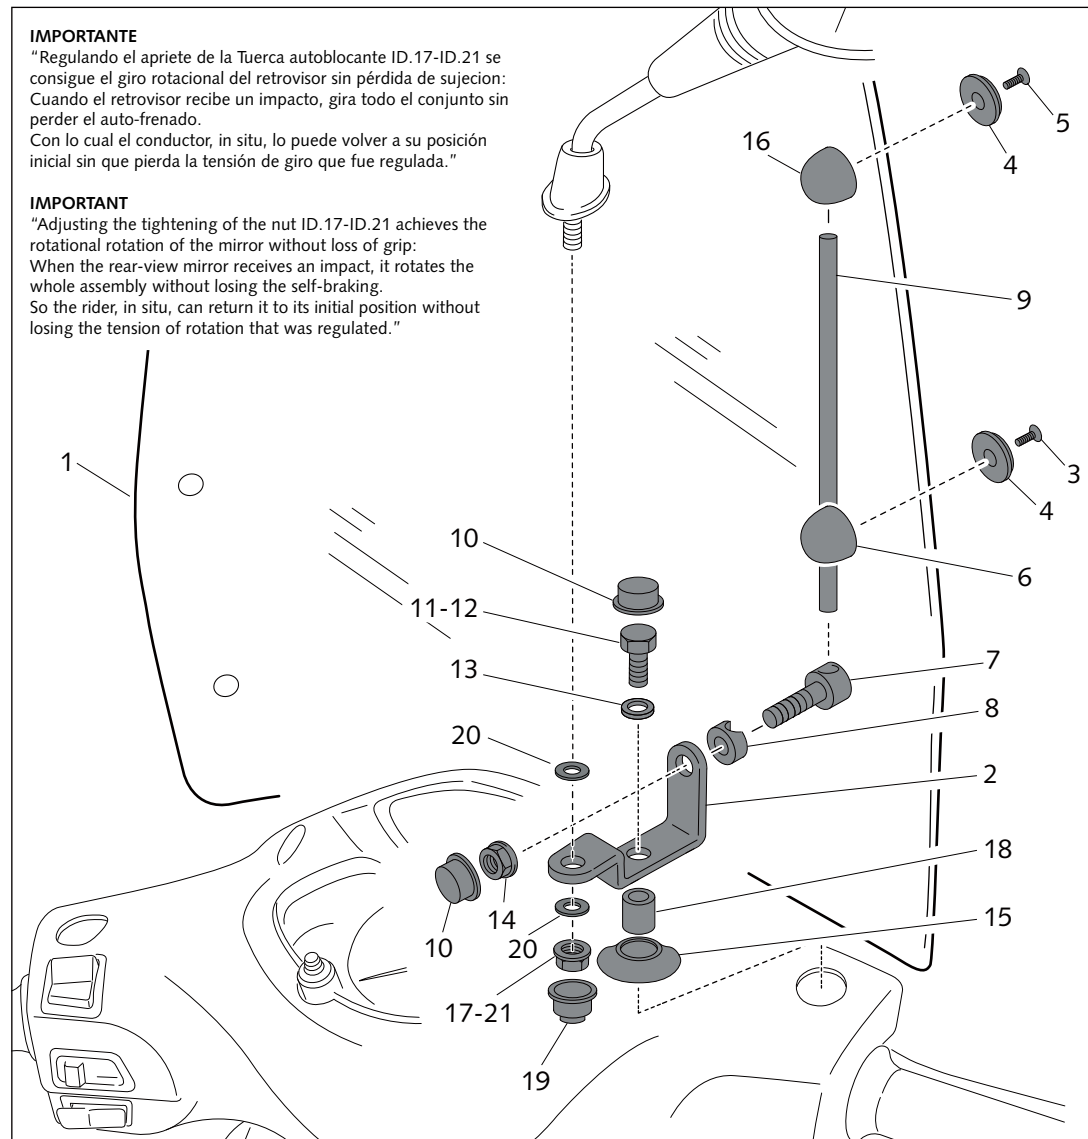 IMPORTANTE
“Regulando el apriete de la Tuerca autoblocante ID.17-ID.21 se
consigue el giro rotacional del retrovisor sin pérdida de sujecion:
Cuando el retrovisor recibe un impacto, gira todo el conjunto sin
perder el auto-frenado.
Con lo cual el conductor, in situ, lo puede volver a su posición
inicial sin que pierda la tensión de giro que fue regulada.”
IMPORTANT
“Adjusting the tightening of the nut ID.17-ID.21 achieves the
rotational rotation of the mirror without loss of grip:
When the rear-view mirror receives an impact, it rotates the
whole assembly without losing the self-braking.
So the rider, in situ, can return it to its initial position without
losing the tension of rotation that was regulated.”
5
16
4
9
1
3
4
10
6
11-12
7
13
8
20
2
18
14
10
20
15
17-21
19